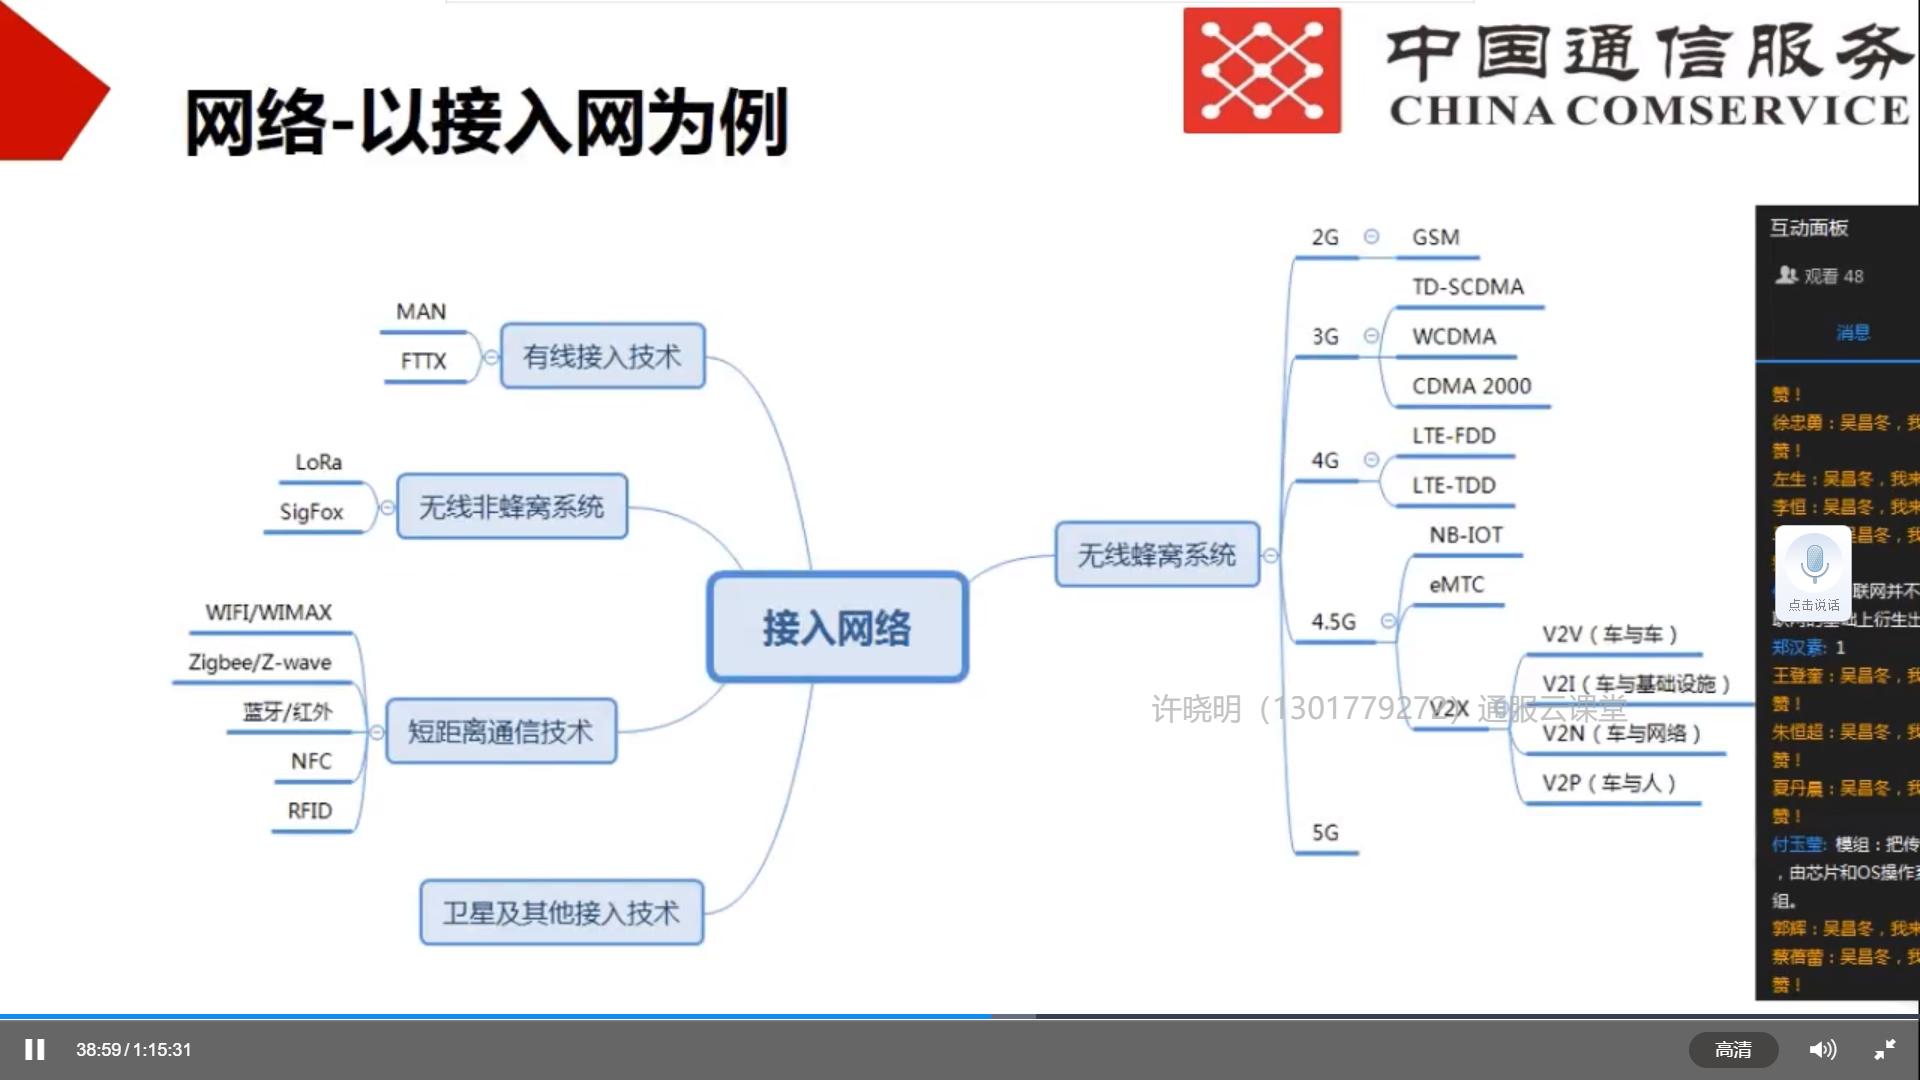 中国通信服务
CHINA COMSERVICE
网络-以接入网为例
接入网络
有线接入技术
MAN
FTTX
无线非蜂窝系统
LoRa
SigFox
短距离通信技术
WIFI/WIMAX
Zigbee/Z-wave
蓝牙/红外
NFC
RFID
卫星及其他接入技术
无线蜂窝系统
2G
GSM
3G
TD-SCDMA
WCDMA
CDMA 2000
4G
LTE-FDD
LTE-TDD
4.5G
NB-IOT
eMTC
V2X
V2V（车与车）
V2I（车与基础设施）
V2N（车与网络）
V2P（车与人）
5G
许晓明（1301779272）通服云课堂
互动面板
观看 48
消息
赞！
徐忠勇：吴昌冬，我
赞！
左生：吴昌冬，我来
李恒：吴昌冬，我来
昌冬，我
点击说话
联网并不
联网的基础上衍生出
郑汉素: 1
王登奎：吴昌冬，我
赞！
朱恒超：吴昌冬，我
赞！
夏丹晨：吴昌冬，我
赞！
付玉莹: 模组：把传
，由芯片和OS操作系
组。
郭辉：吴昌冬，我来
蔡蓓蕾：吴昌冬，我
赞！
38:59/1:15:31
高清